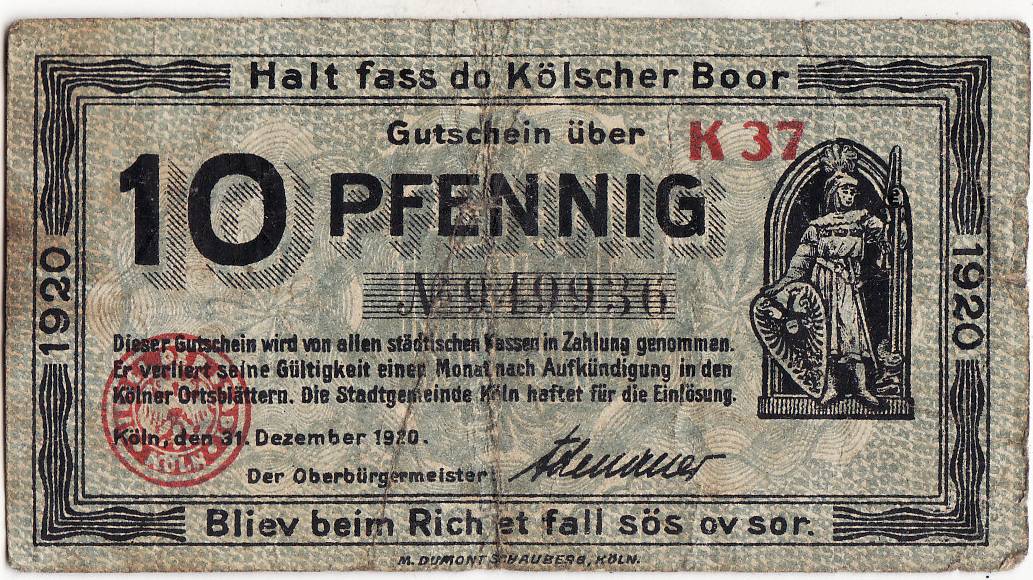 Halt fass do Kölscher Boor
Gutschein über
K 37
10 PFENNIG
№ 949936
1920
1920
Dieser Gutschein wird von allen städtischen Kassen in Zahlung genommen.
Er verliert seine Gültigkeit einen Monat nach Aufkündigung in den
Kölner Ortsblättern. Die Stadtgemeinde Köln haftet für die Einlösung.
Köln, den 31. Dezember 1920.
Der Oberbürgermeister
Adenauer
KÖLN
Bliev beim Rich et fall sös ov sor.
M. DUMONT SCHAUBERG, KÖLN.